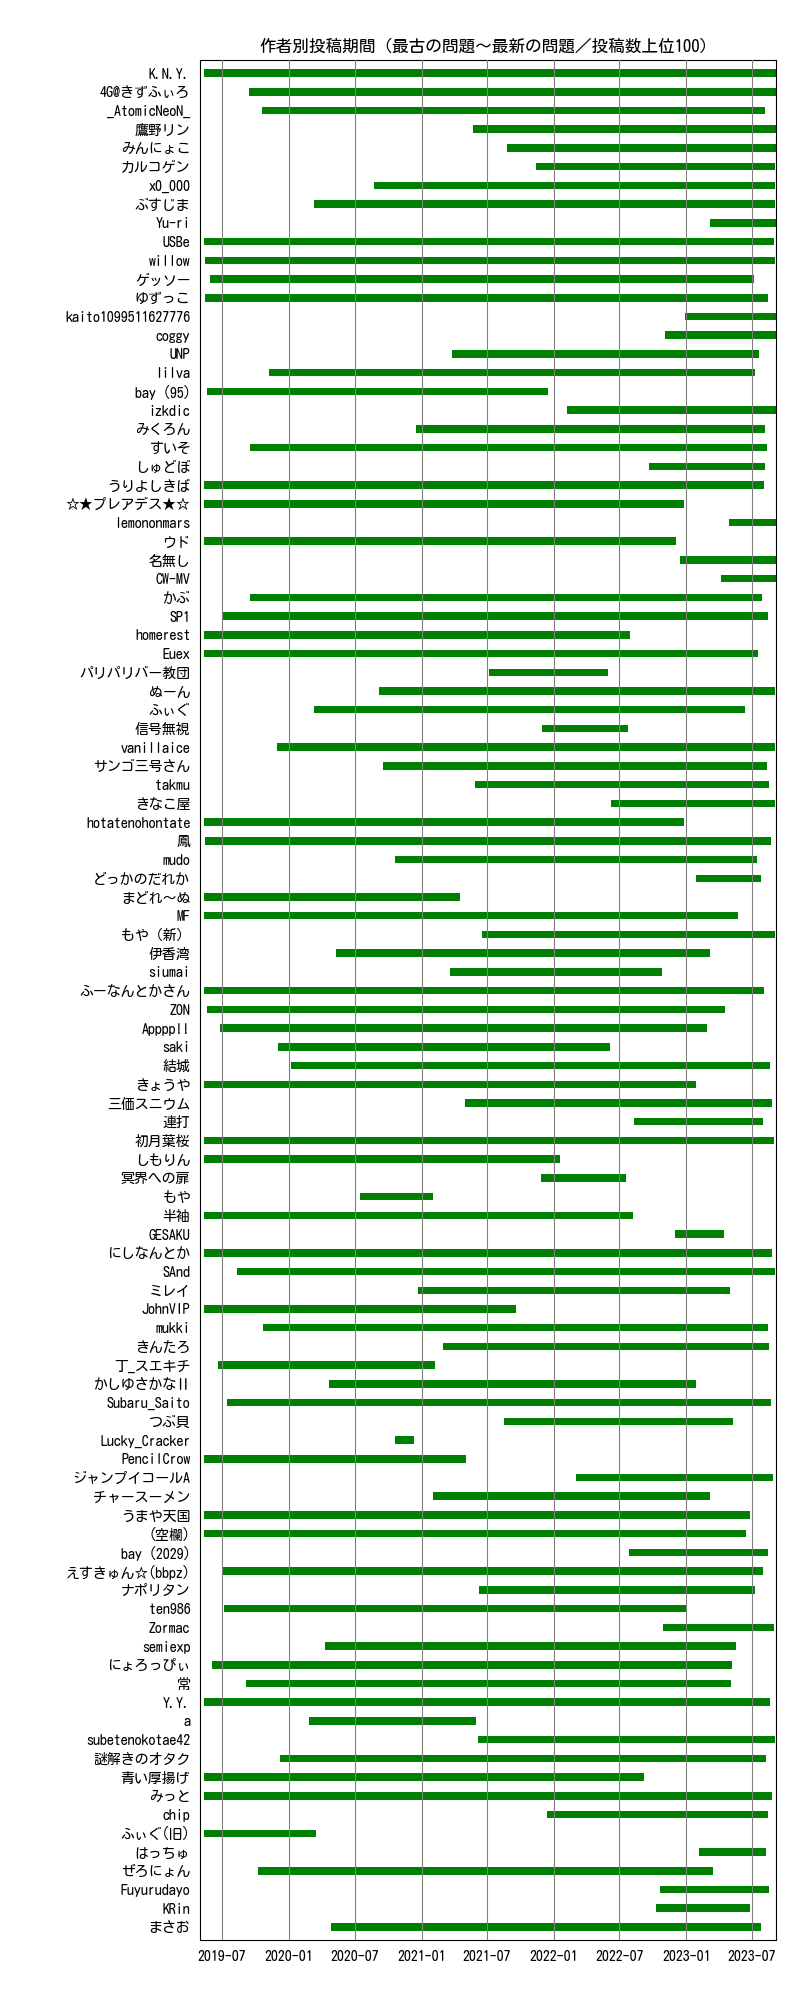 作者別投稿期間（最古の問題～最新の問題／投稿数上位100）
K.N.Y.
4G@きずふぃろ
_AtomicNeoN_
鷹野リン
みんにょこ
カルコゲン
x0_000
ぶすじま
Yu-ri
USBe
willow
ゲッソー
ゆずっこ
kaito1099511627776
coggy
UNP
lilva
bay (95)
izkdic
みくろん
すいそ
しゅどぼ
うりよしきば
☆★プレアデス★☆
lemononmars
ウド
名無し
CW-MV
かぶ
SP1
homerest
Euex
パリパリバー教団
ぬーん
ふぃぐ
信号無視
vanillaice
サンゴ三号さん
takmu
きなこ屋
hotatenohontate
鳳
mudo
どっかのだれか
まどれ～ぬ
MF
もや（新）
伊香湾
siumai
ふーなんとかさん
ZON
Apppp11
saki
結城
きょうや
三価スニウム
連打
初月葉桜
しもりん
冥界への扉
もや
半袖
GESAKU
にしなんとか
SAnd
ミレイ
JohnVIP
mukki
きんたろ
丁_スエキチ
かしゆさかなⅡ
Subaru_Saito
つぶ貝
Lucky_Cracker
PencilCrow
ジャンプイコールA
チャースーメン
うまや天国
(空欄)
bay (2029)
えすきゅん☆(bbpz)
ナポリタン
ten986
Zormac
semiexp
にょろっぴぃ
常
Y.Y.
a
subetenokotae42
謎解きのオタク
青い厚揚げ
みっと
chip
ふぃぐ(旧)
はっちゅ
ぜろにょん
Fuyurudayo
KRin
まさお
2019-07 2020-01 2020-07 2021-01 2021-07 2022-01 2022-07 2023-01 2023-07